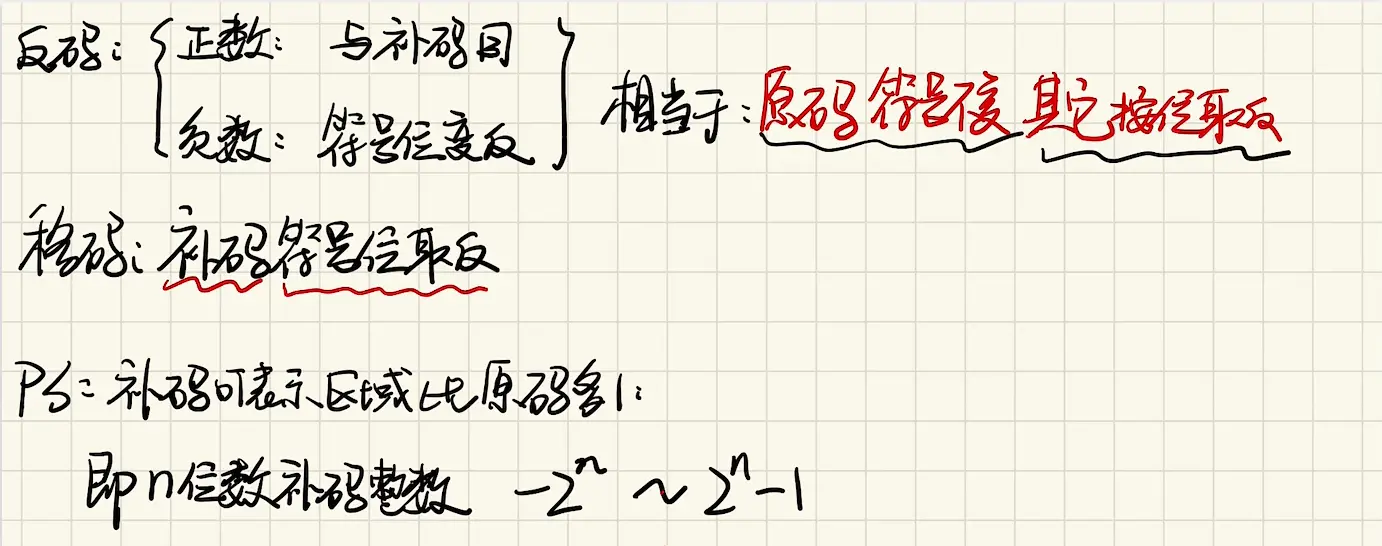 反码：正数：与补码同
负数：符号位变反
相当于：原码符号不变 其它按位取反
移码：补码符号位取反
PS：补码可表示区域比原码多1：
即n位数补码整数 -2^n ~ 2^n-1